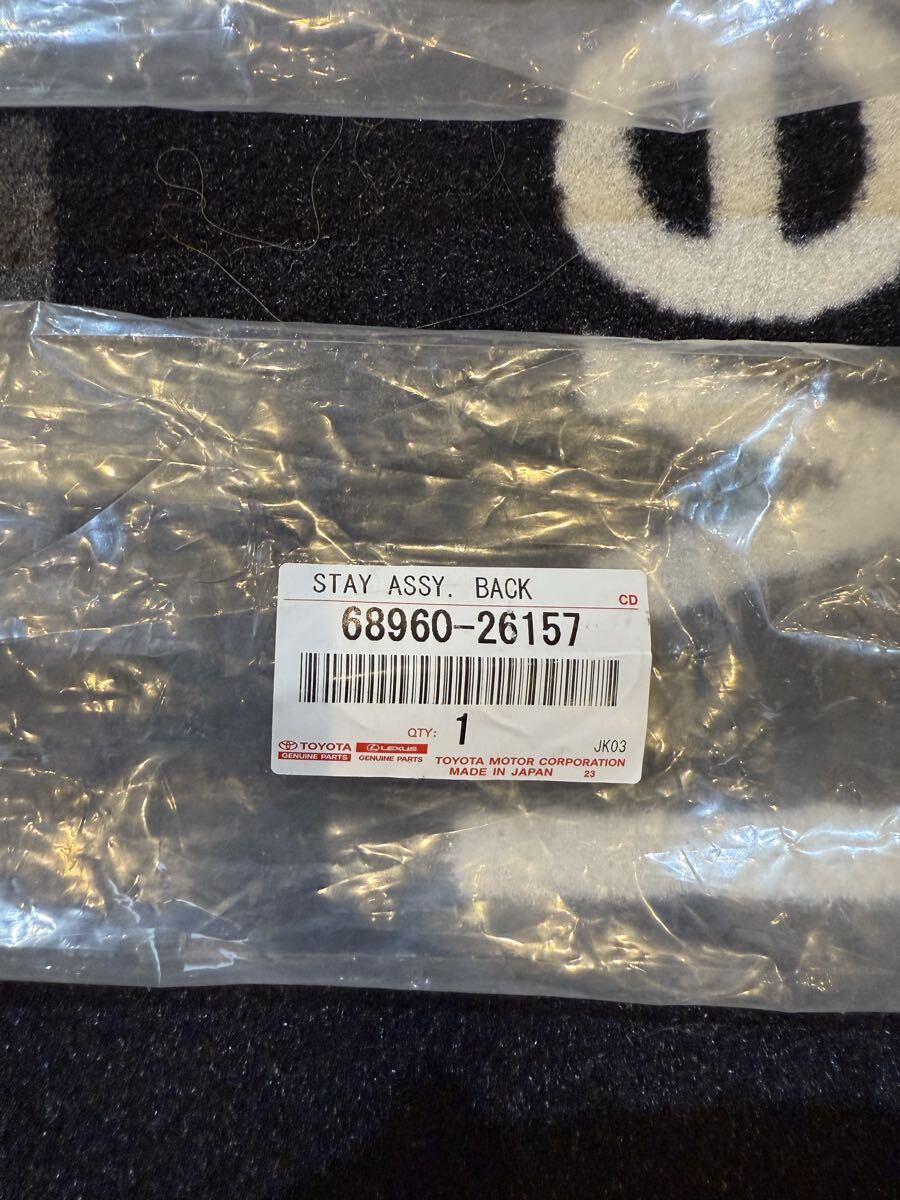 STAY ASSY. BACK
CD
68960-26157
QTY: 1
JK03
TOYOTA
GENUINE PARTS
LEXUS
GENUINE PARTS
TOYOTA MOTOR CORPORATION
MADE IN JAPAN 23